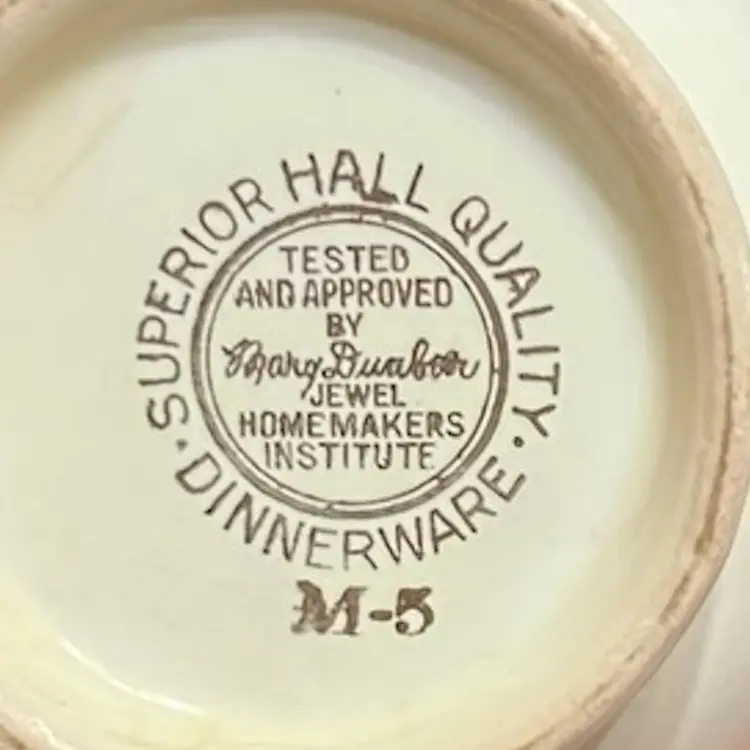 SUPERIOR HALL QUALITY
TESTED
AND APPROVED
BY
Mary Dunbar
JEWEL
HOMEMAKERS
INSTITUTE
· DINNERWARE ·
M-5